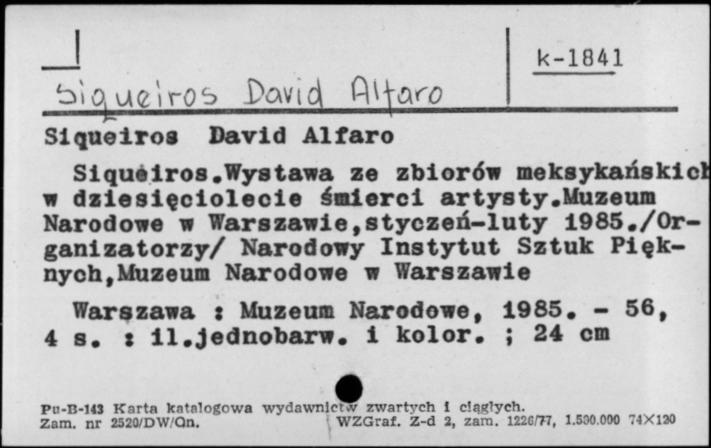 k-1841
Siqueiros David Alfaro
Siqueiros David Alfaro
Siqueiros.Wystawa ze zbiorów meksykańskich
w dziesięciolecie śmierci artysty.Muzeum
Narodowe w Warszawie,styczeń-luty 1985./Or-
ganizatorzy/ Narodowy Instytut Sztuk Pięk-
nych,Muzeum Narodowe w Warszawie
Warszawa : Muzeum Narodowe, 1985. - 56,
4 s. : il.jednobarw. i kolor. ; 24 cm
Pu-B-143 Karta katalogowa wydawnictw zwartych i ciągłych.
Zam. nr 2520/DW/On. WZGraf. Z-d 2, zam. 1226/77, 1.500.000 74X120